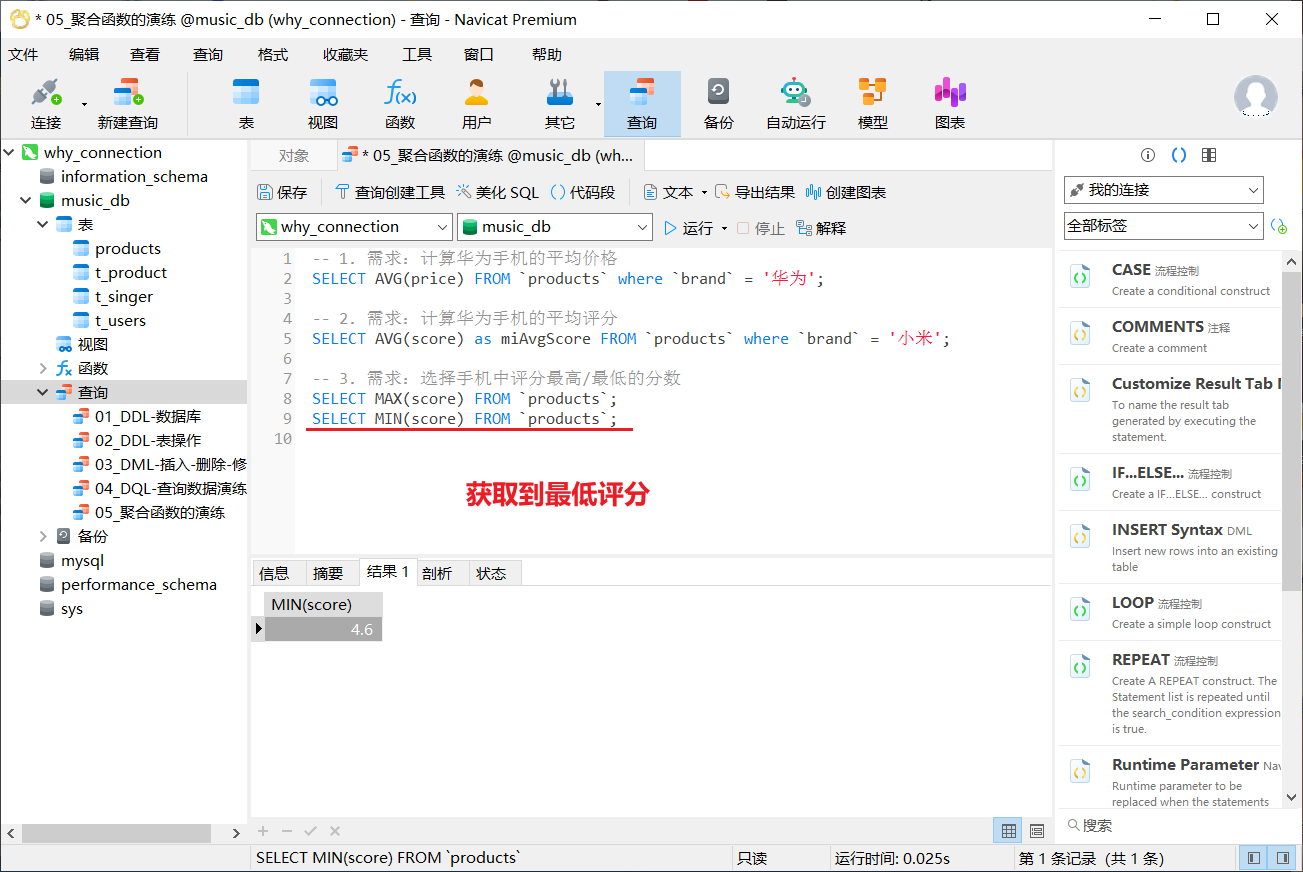 * 05_聚合函数的演练 @music_db (why_connection) - 查询 - Navicat Premium
文件 编辑 查看 查询 格式 收藏夹 工具 窗口 帮助
连接 新建查询 表 视图 函数 用户 其它 查询 备份 自动运行 模型 图表
why_connection
information_schema
music_db
表
products
t_product
t_singer
t_users
视图
函数
查询
01_DDL-数据库
02_DDL-表操作
03_DML-插入-删除-修
04_DQL-查询数据演练
05_聚合函数的演练
备份
mysql
performance_schema
sys
对象 * 05_聚合函数的演练 @music_db (wh...
保存 查询创建工具 美化 SQL () 代码段 文本 导出结果 创建图表
why_connection music_db 运行 停止 解释
1 -- 1. 需求：计算华为手机的平均价格
2 SELECT AVG(price) FROM `products` where `brand` = '华为';
3
4 -- 2. 需求：计算华为手机的平均评分
5 SELECT AVG(score) as miAvgScore FROM `products` where `brand` = '小米';
6
7 -- 3. 需求：选择手机中评分最高/最低的分数
8 SELECT MAX(score) FROM `products`;
9 SELECT MIN(score) FROM `products`;
10
获取到最低评分
信息 摘要 结果 1 剖析 状态
MIN(score)
4.6
我的连接
全部标签
CASE 流程控制
Create a conditional construct
COMMENTS 注释
Create a comment
Customize Result Tab
To name the result tab
generated by executing the
statement.
IF...ELSE... 流程控制
Create a IF...ELSE... construct
INSERT Syntax DML
Insert new rows into an existing
table
LOOP 流程控制
Create a simple loop construct
REPEAT 流程控制
Create A REPEAT construct. The
Statement list is repeated until
the search_condition expression
is true.
Runtime Parameter Nav
Runtime parameter to be
replaced when the statements
搜索
SELECT MIN(score) FROM `products` 只读 运行时间: 0.025s 第 1 条记录 (共 1 条)